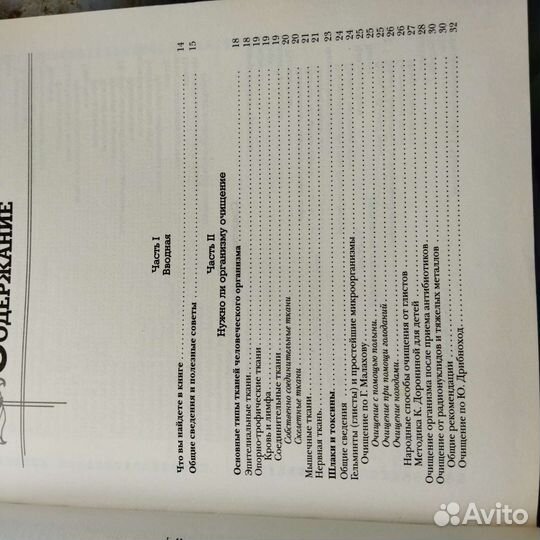 СОДЕРЖАНИЕ
Часть I
Вводная
Что вы найдете в книге 14
Общие сведения и полезные советы 15
Часть II
Нужно ли организму очищение
Основные типы тканей человеческого организма 18
Эпителиальные ткани 18
Опорно-трофические ткани 19
Кровь и лимфа 19
Соединительные ткани 19
Собственно соединительные ткани 20
Скелетные ткани 20
Мышечные ткани 21
Нервная ткань 21
Шлаки и токсины 23
Общие сведения 24
Гельминты (глисты) и простейшие микроорганизмы 24
Очищение по Г. Малахову 25
Очищение с помощью полыни 25
Очищение при помощи голоданий 25
Очищение нозодами 26
Народные способы очищения от глистов 26
Методика К. Дорониной для детей 27
Очищение организма после приема антибиотиков 28
Очищение от радионуклидов и тяжелых металлов 30
Общие рекомендации 30
Очищение по Ю. Дрибноход 32
Avito